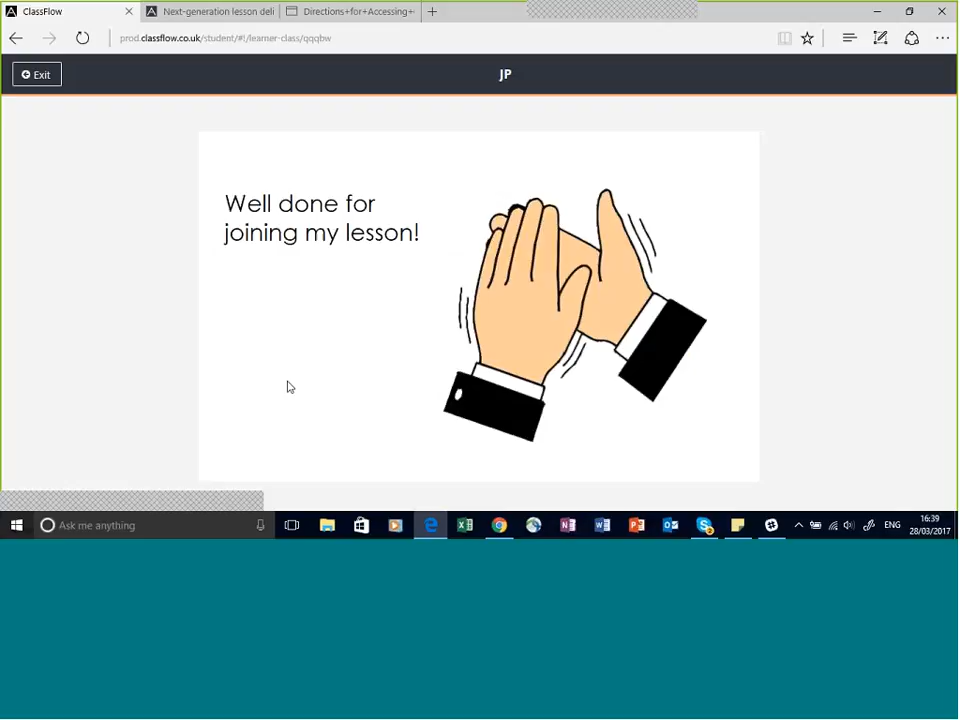 ClassFlow
Next-generation lesson deli
Directions+for+Accessing+
prod.classflow.co.uk/student/#!/learner-class/qqqbw
Exit
JP
Well done for
joining my lesson!
Ask me anything
ENG
16:39
28/03/2017